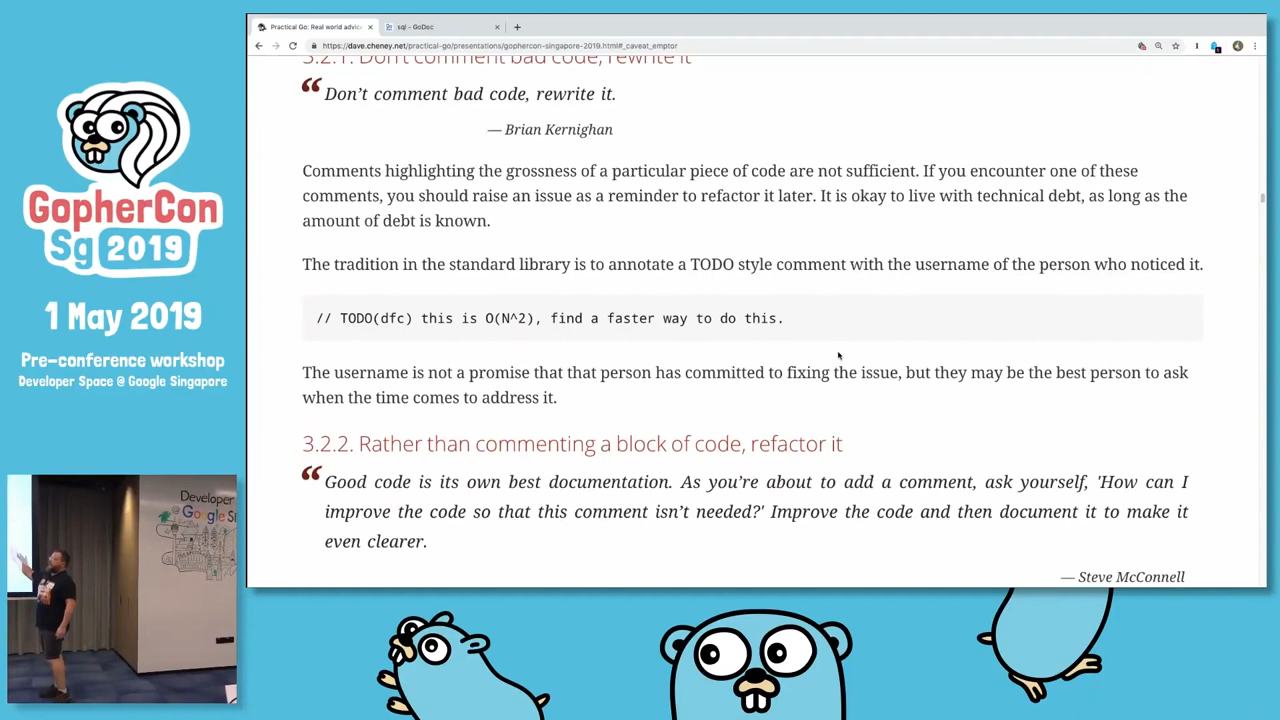 Practical Go: Real world advic
sql - GoDoc
https://dave.cheney.net/practical-go/presentations/gophercon-singapore-2019.html#_caveat_emptor
3.2.1. Don't comment bad code, rewrite it
“ Don’t comment bad code, rewrite it.
— Brian Kernighan
Comments highlighting the grossness of a particular piece of code are not sufficient. If you encounter one of these
comments, you should raise an issue as a reminder to refactor it later. It is okay to live with technical debt, as long as the
amount of debt is known.
The tradition in the standard library is to annotate a TODO style comment with the username of the person who noticed it.
// TODO(dfc) this is O(N^2), find a faster way to do this.
The username is not a promise that that person has committed to fixing the issue, but they may be the best person to ask
when the time comes to address it.
3.2.2. Rather than commenting a block of code, refactor it
“ Good code is its own best documentation. As you’re about to add a comment, ask yourself, 'How can I
improve the code so that this comment isn’t needed?' Improve the code and then document it to make it
even clearer.
— Steve McConnell
GopherCon
Sg 2019
1 May 2019
Pre-conference workshop
Developer Space @ Google Singapore
Developer
Google